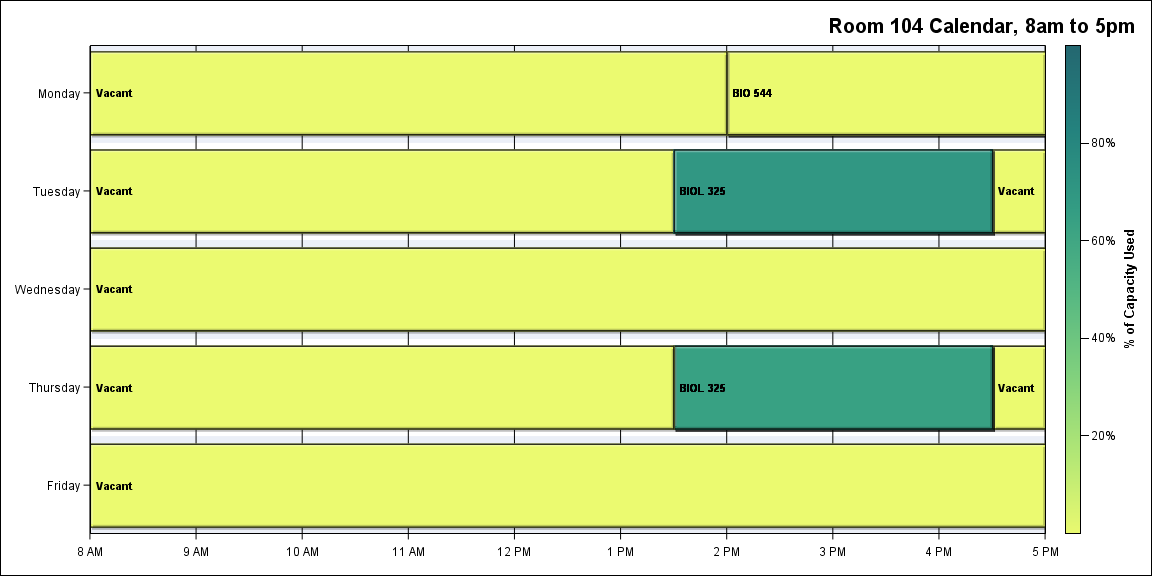 Room 104 Calendar, 8am to 5pm
Monday
Vacant
BIO 544
Tuesday
Vacant
BIOL 325
Vacant
Wednesday
Vacant
Thursday
Vacant
BIOL 325
Vacant
Friday
Vacant
8 AM
9 AM
10 AM
11 AM
12 PM
1 PM
2 PM
3 PM
4 PM
5 PM
80%
60%
40%
20%
% of Capacity Used